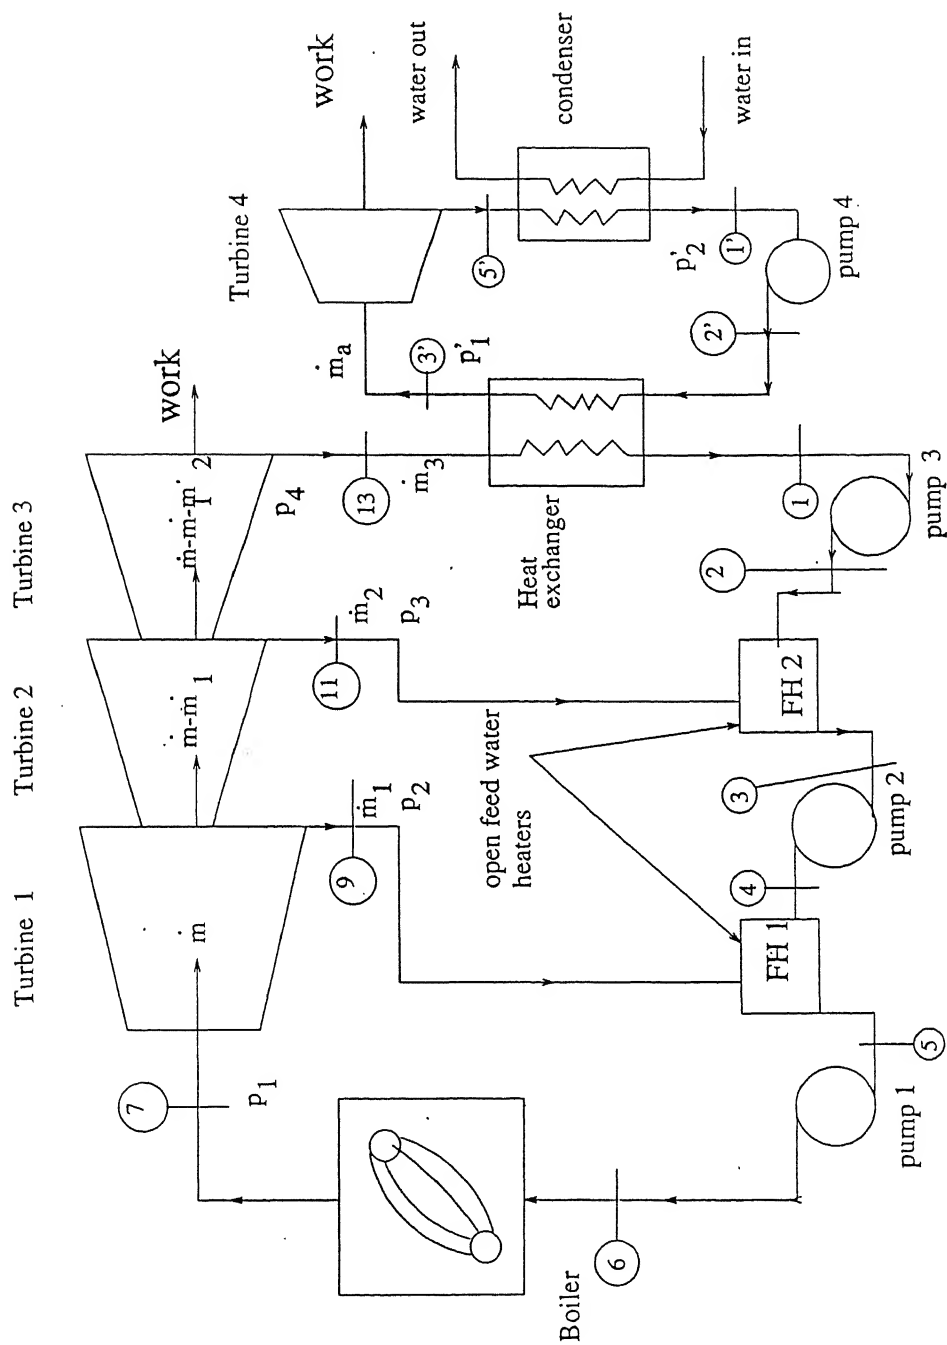 Turbine 1
Turbine 2
Turbine 3
Turbine 4
work
work
ṁ
ṁ-ṁ1
ṁ-ṁ-ṁ
1 2
7
p1
9
ṁ1
p2
11
ṁ2
p3
p4
13
ṁ3
ṁa
3'
p'1
5'
water out
condenser
water in
p'2
1'
pump 4
2'
Heat
exchanger
1
pump 3
2
open feed water
heaters
FH 2
3
pump 2
4
FH 1
5
pump 1
6
Boiler